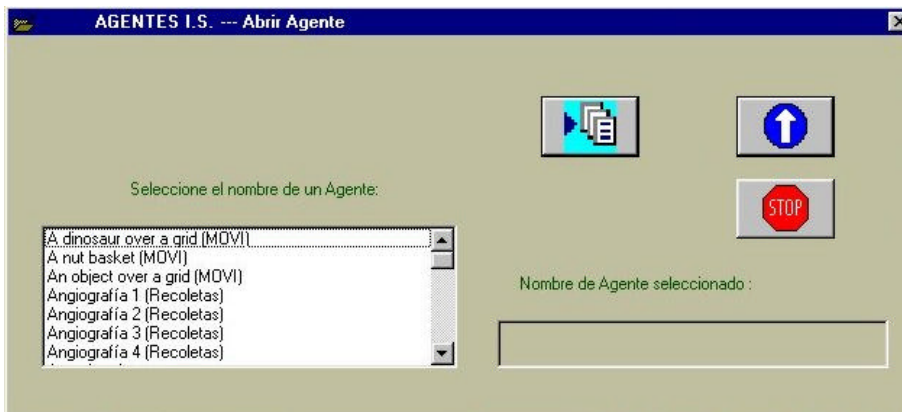 AGENTES I.S. --- Abrir Agente
Seleccione el nombre de un Agente:
A dinosaur over a grid (MOVI)
A nut basket (MOVI)
An object over a grid (MOVI)
Angiografía 1 (Recoletas)
Angiografía 2 (Recoletas)
Angiografía 3 (Recoletas)
Angiografía 4 (Recoletas)
STOP
Nombre de Agente seleccionado :